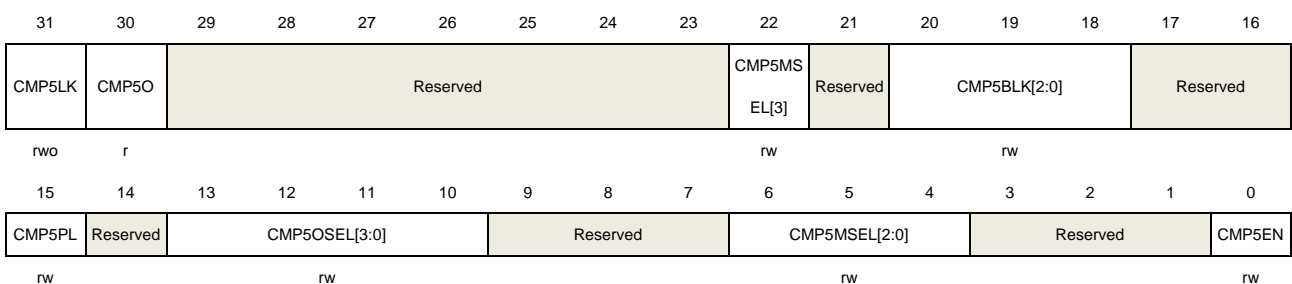 31 30 29 28 27 26 25 24 23 22 21 20 19 18 17 16
CMP5LK CMP5O Reserved CMP5MS EL[3] Reserved CMP5BLK[2:0] Reserved
rwo r rw rw
15 14 13 12 11 10 9 8 7 6 5 4 3 2 1 0
CMP5PL Reserved CMP5OSEL[3:0] Reserved CMP5MSEL[2:0] Reserved CMP5EN
rw rw rw rw